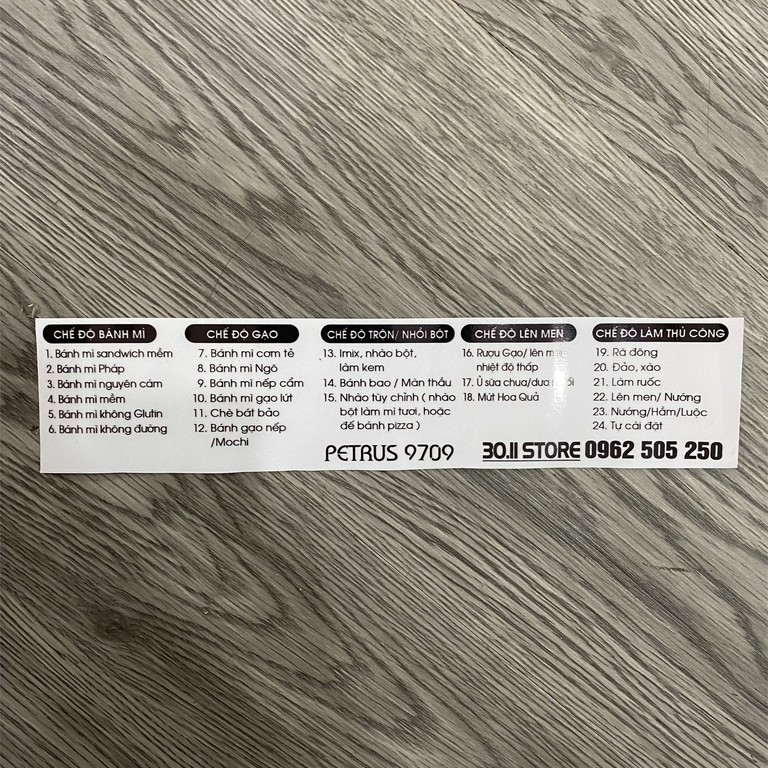 CHẾ ĐỘ BÁNH MÌ
1. Bánh mì sandwich mềm
2. Bánh mì Pháp
3. Bánh mì nguyên cám
4. Bánh mì mềm
5. Bánh mì không Glutin
6. Bánh mì không đường
CHẾ ĐỘ GẠO
7. Bánh mì cơm tẻ
8. Bánh mì Ngô
9. Bánh mì nếp cẩm
10. Bánh mì gạo lứt
11. Chè bát bảo
12. Bánh gạo nếp
/Mochi
CHẾ ĐỘ TRỘN/ NHỒI BỘT
13. Imix, nhào bột,
làm kem
14. Bánh bao / Màn thầu
15. Nhào tùy chỉnh ( nhào
bột làm mì tươi, hoặc
đế bánh pizza )
CHẾ ĐỘ LÊN MEN
16. Rượu Gạo/ lên men
nhiệt độ thấp
17. Ủ sữa chua/dưa muối
18. Mứt Hoa Quả
CHẾ ĐỘ LÀM THỦ CÔNG
19. Rã đông
20. Đảo, xào
21. Làm ruốc
22. Lên men/ Nướng
23. Nướng/Hầm/Luộc
24. Tự cài đặt
PETRUS 9709
30.11 STORE 0962 505 250